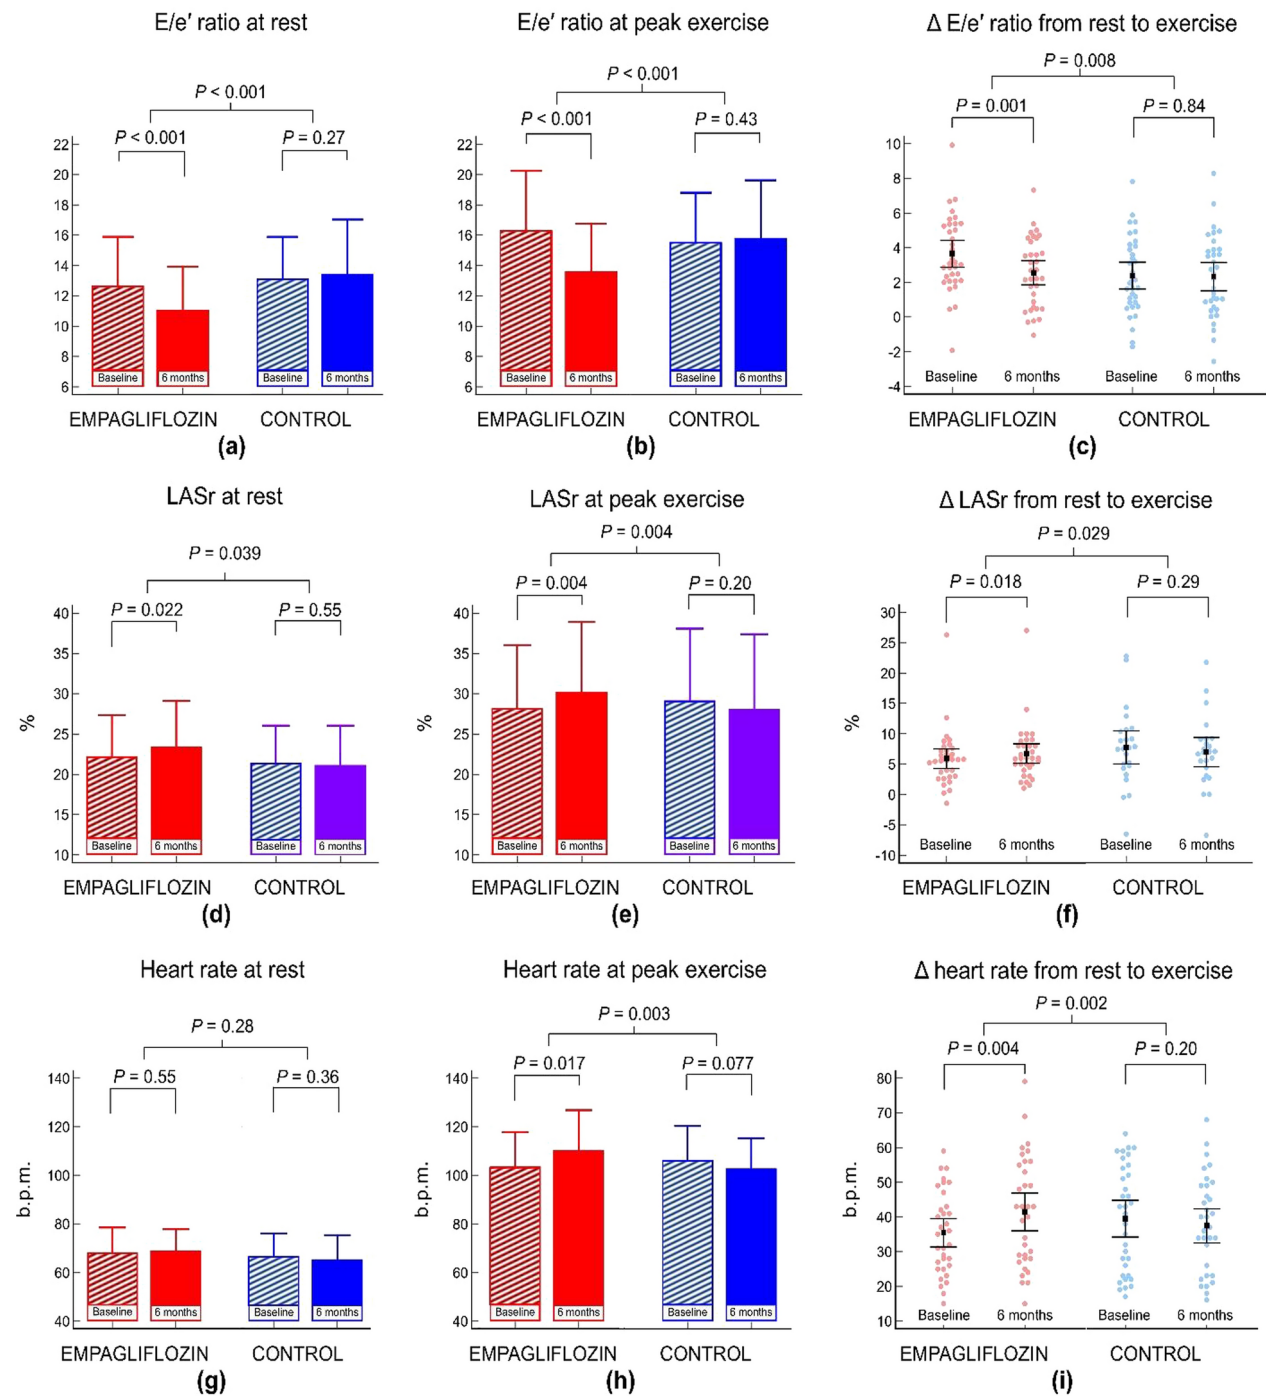 E/e′ ratio at rest
P < 0.001
P < 0.001
P = 0.27
22
20
18
16
14
12
10
8
6
Baseline
6 months
Baseline
6 months
EMPAGLIFLOZIN
CONTROL
(a)
E/e′ ratio at peak exercise
P < 0.001
P < 0.001
P = 0.43
22
20
18
16
14
12
10
8
6
Baseline
6 months
Baseline
6 months
EMPAGLIFLOZIN
CONTROL
(b)
Δ E/e′ ratio from rest to exercise
P = 0.008
P = 0.001
P = 0.84
10
8
6
4
2
0
-2
-4
Baseline
6 months
Baseline
6 months
EMPAGLIFLOZIN
CONTROL
(c)
LASr at rest
P = 0.039
P = 0.022
P = 0.55
40
35
30
25
20
15
10
%
Baseline
6 months
Baseline
6 months
EMPAGLIFLOZIN
CONTROL
(d)
LASr at peak exercise
P = 0.004
P = 0.004
P = 0.20
40
35
30
25
20
15
10
%
Baseline
6 months
Baseline
6 months
EMPAGLIFLOZIN
CONTROL
(e)
Δ LASr from rest to exercise
P = 0.029
P = 0.018
P = 0.29
30
25
20
15
10
5
0
-5
-10
%
Baseline
6 months
Baseline
6 months
EMPAGLIFLOZIN
CONTROL
(f)
Heart rate at rest
P = 0.28
P = 0.55
P = 0.36
140
120
100
80
60
40
b.p.m.
Baseline
6 months
Baseline
6 months
EMPAGLIFLOZIN
CONTROL
(g)
Heart rate at peak exercise
P = 0.003
P = 0.017
P = 0.077
140
120
100
80
60
40
b.p.m.
Baseline
6 months
Baseline
6 months
EMPAGLIFLOZIN
CONTROL
(h)
Δ heart rate from rest to exercise
P = 0.002
P = 0.004
P = 0.20
80
70
60
50
40
30
20
10
b.p.m.
Baseline
6 months
Baseline
6 months
EMPAGLIFLOZIN
CONTROL
(i)